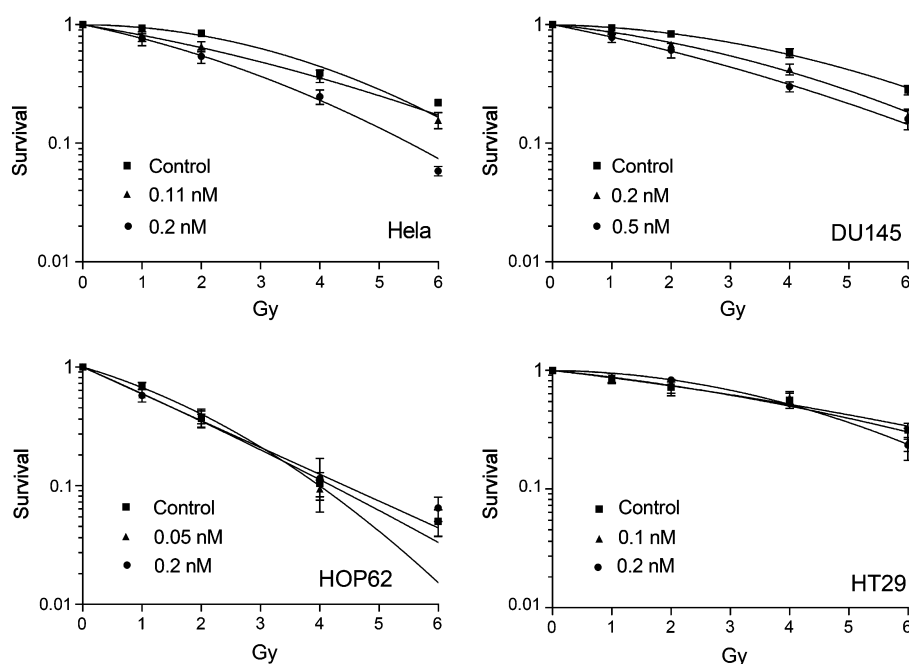 1
0.1
0.01
Survival
Control
0.11 nM
0.2 nM
Hela
0 1 2 3 4 5 6
Gy
1
0.1
0.01
Survival
Control
0.2 nM
0.5 nM
DU145
0 1 2 3 4 5 6
Gy
1
0.1
0.01
Survival
Control
0.05 nM
0.2 nM
HOP62
0 1 2 3 4 5 6
Gy
1
0.1
0.01
Survival
Control
0.1 nM
0.2 nM
HT29
0 1 2 3 4 5 6
Gy